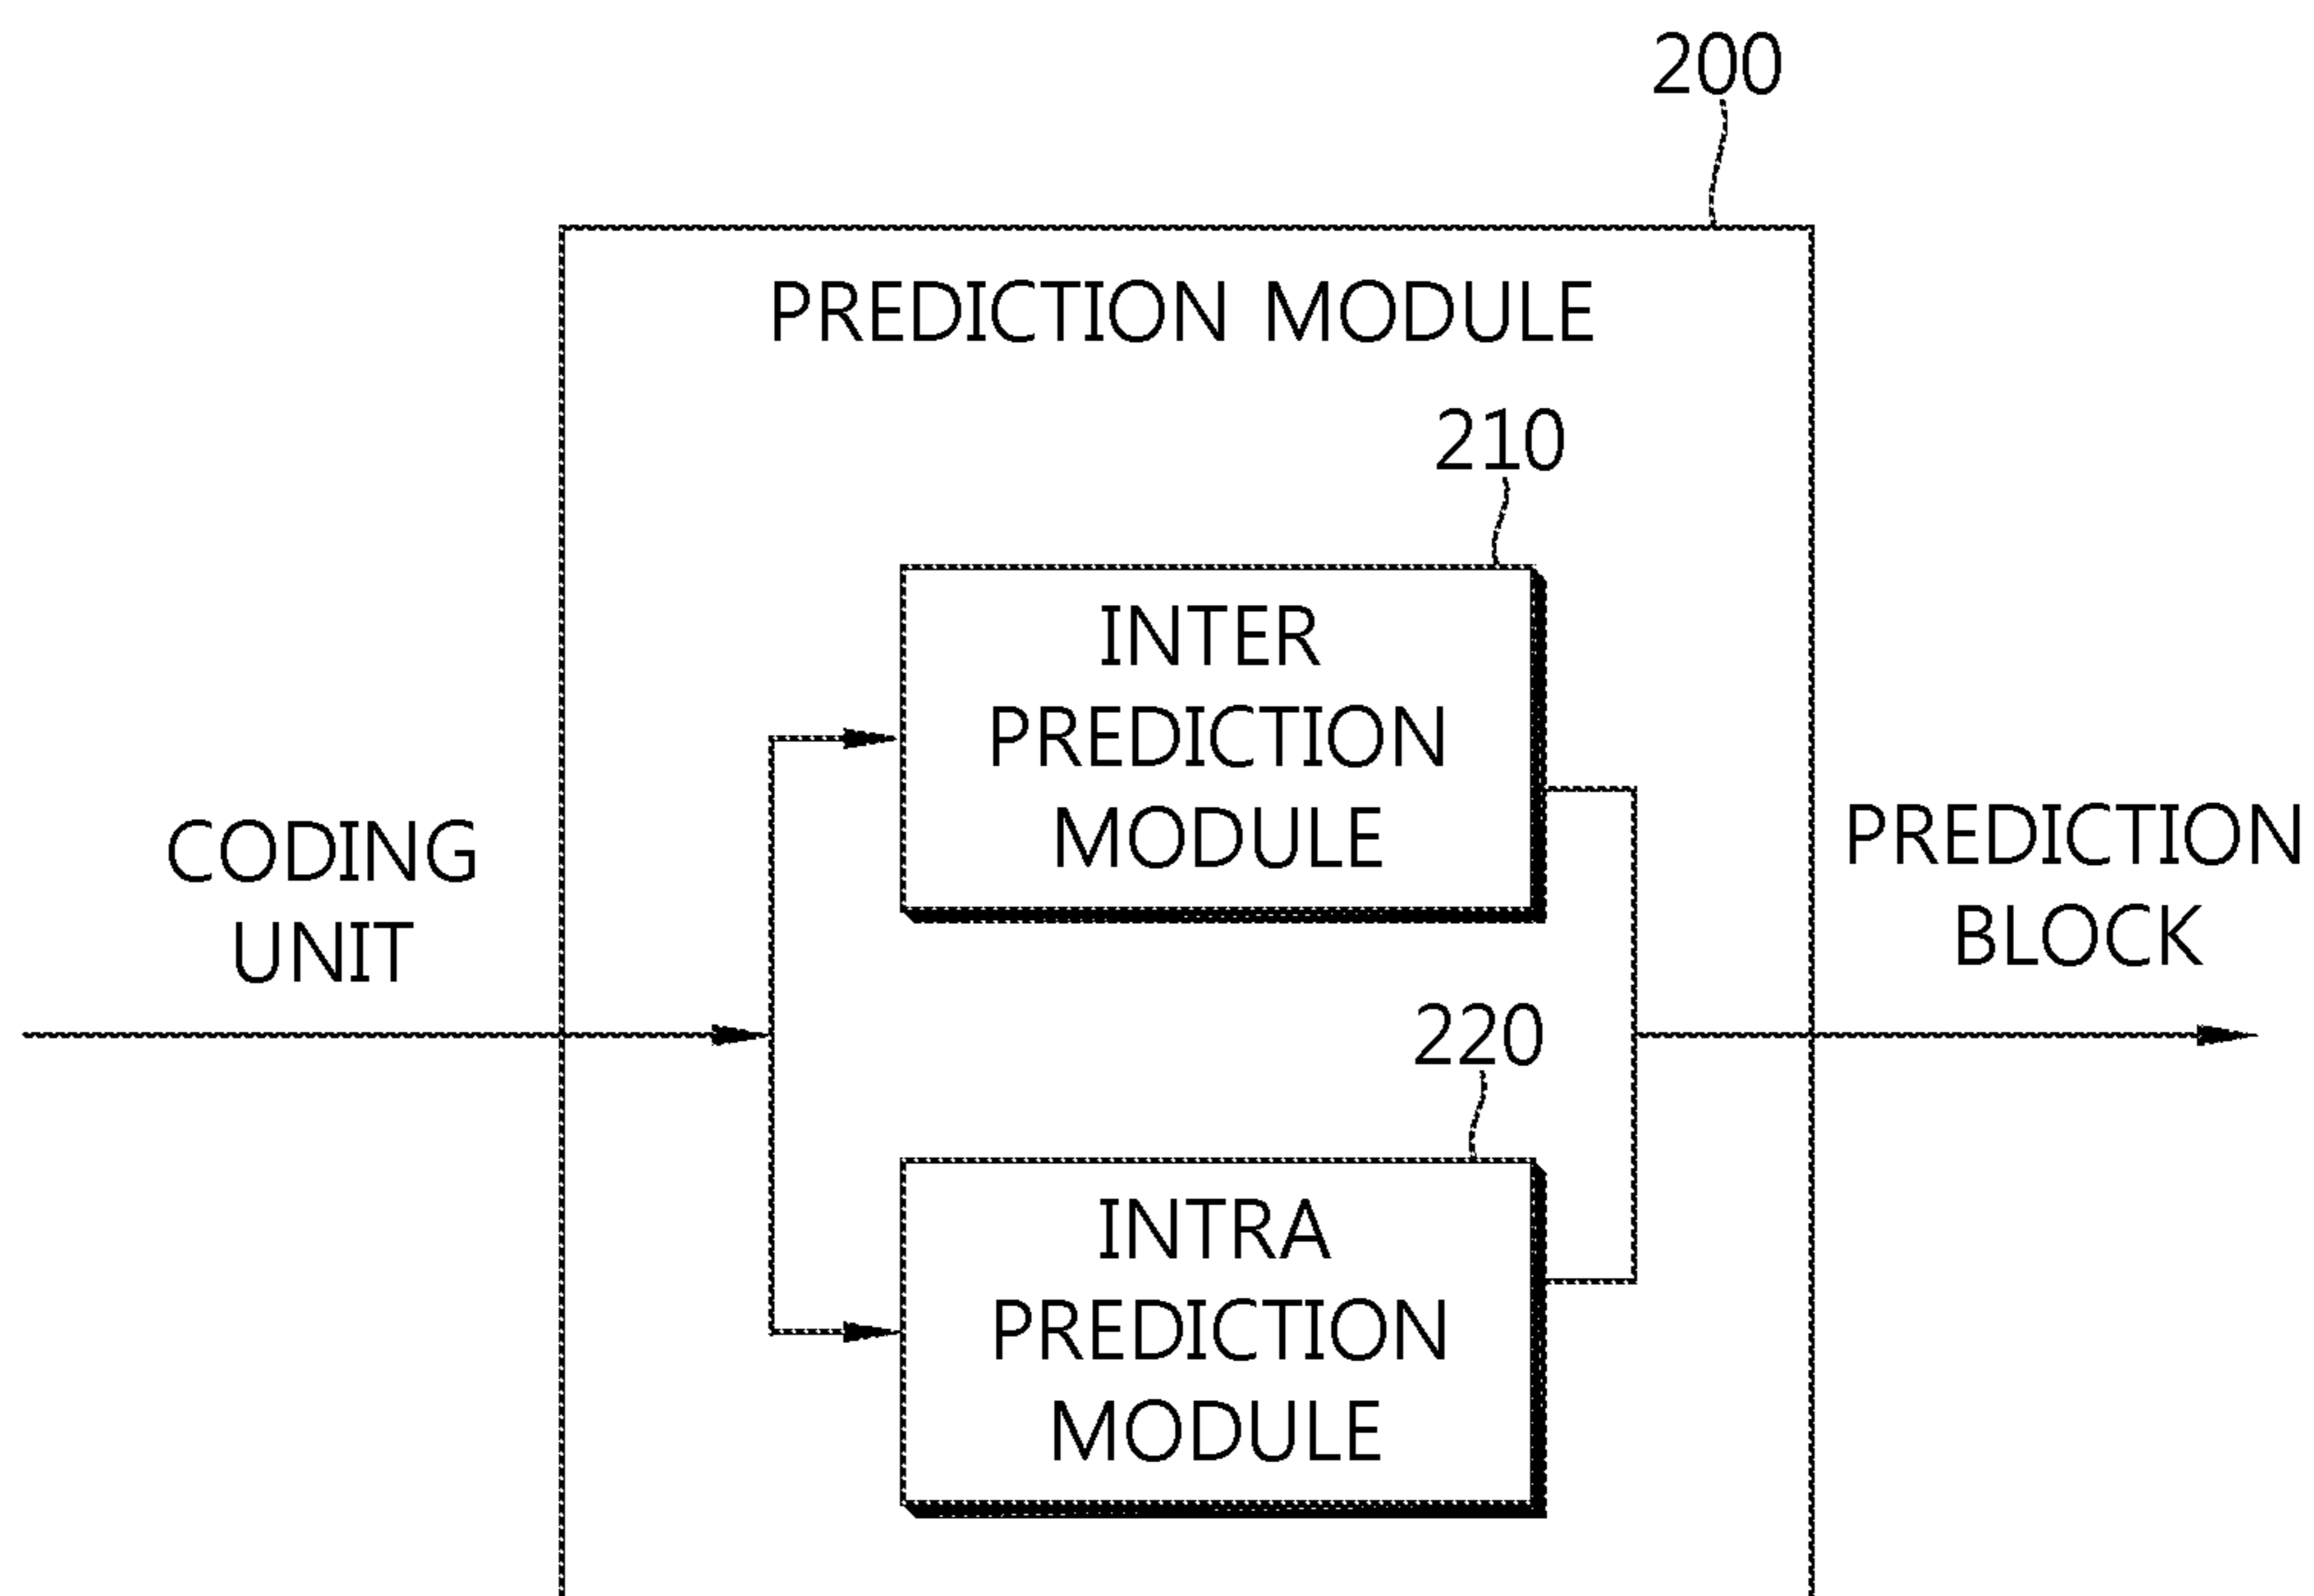 200
PREDICTION MODULE
210
INTER
PREDICTION
MODULE
CODING
UNIT
PREDICTION
BLOCK
220
INTRA
PREDICTION
MODULE